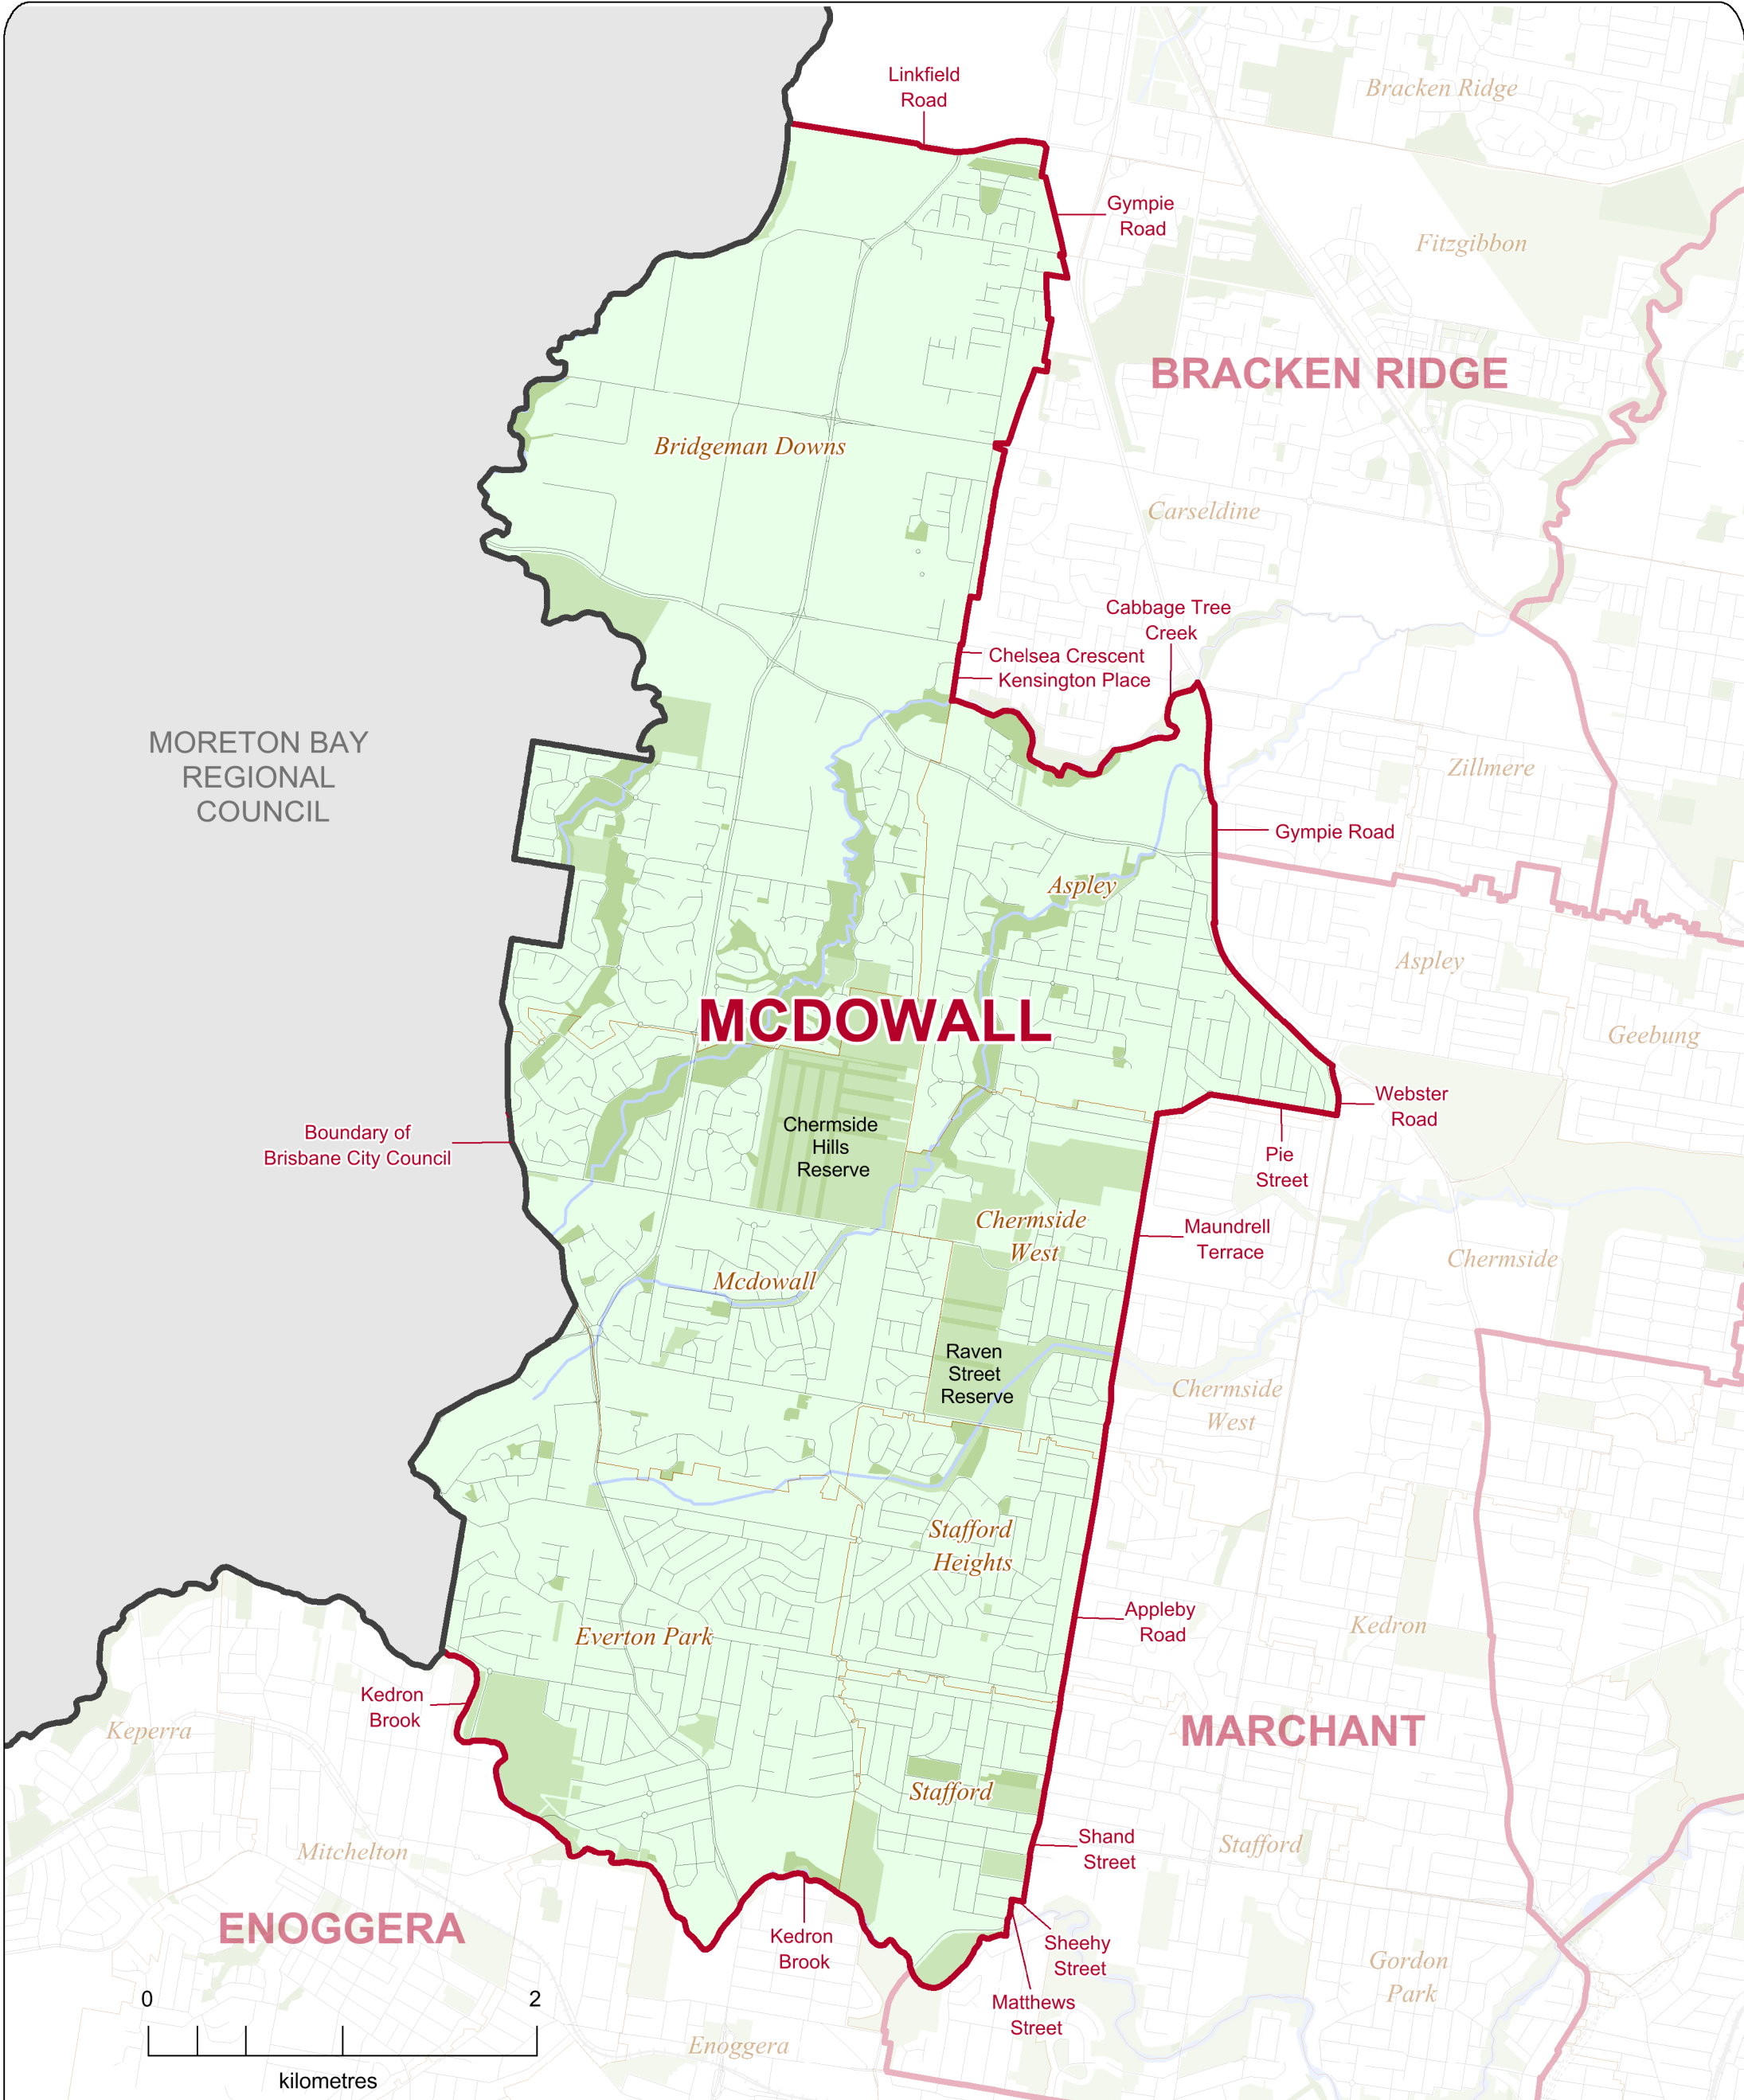 Linkfield
Road
Bracken Ridge
Gympie
Road
Fitzgibbon
BRACKEN RIDGE
Bridgeman Downs
Carseldine
Cabbage Tree
Creek
Chelsea Crescent
Kensington Place
MORETON BAY
REGIONAL
COUNCIL
Zillmere
Gympie Road
Aspley
Aspley
MCDOWALL
Geebung
Webster
Road
Chermside
Hills
Reserve
Boundary of
Brisbane City Council
Pie
Street
Chermside
West
Maundrell
Terrace
Chermside
Mcdowall
Raven
Street
Reserve
Chermside
West
Stafford
Heights
Appleby
Road
Kedron
Everton Park
Kedron
Brook
Keperra
MARCHANT
Stafford
Shand
Street
Stafford
Mitchelton
ENOGGERA
Kedron
Brook
Sheehy
Street
Gordon
Park
Matthews
Street
Enoggera
0 2
kilometres